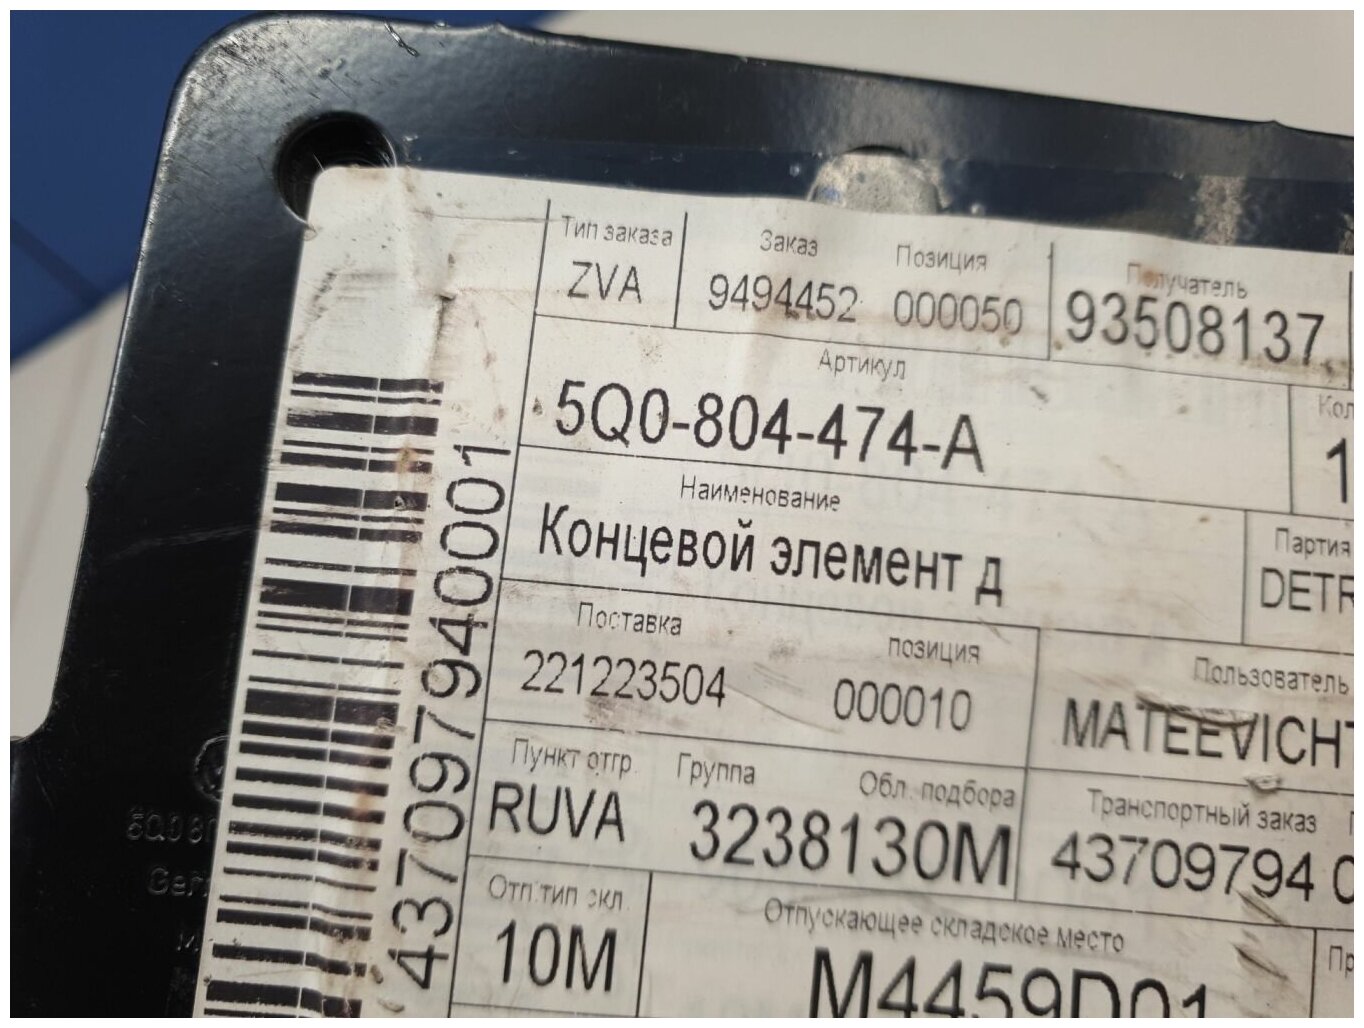 Тип заказа Заказ Позиция Получатель
ZVA 9494452 000050 93508137
Артикул
5Q0-804-474-A 1
Наименование
Концевой элемент д
Партия
DETR
Поставка позиция Пользователь
221223504 000010 MATEEVICHT
Пункт отгр. Группа Обл. подбора Транспортный заказ
RUVA 3238130M 43709794
Отп.тип скл. Отпускающее складское место
10M M4459D01
437097940001